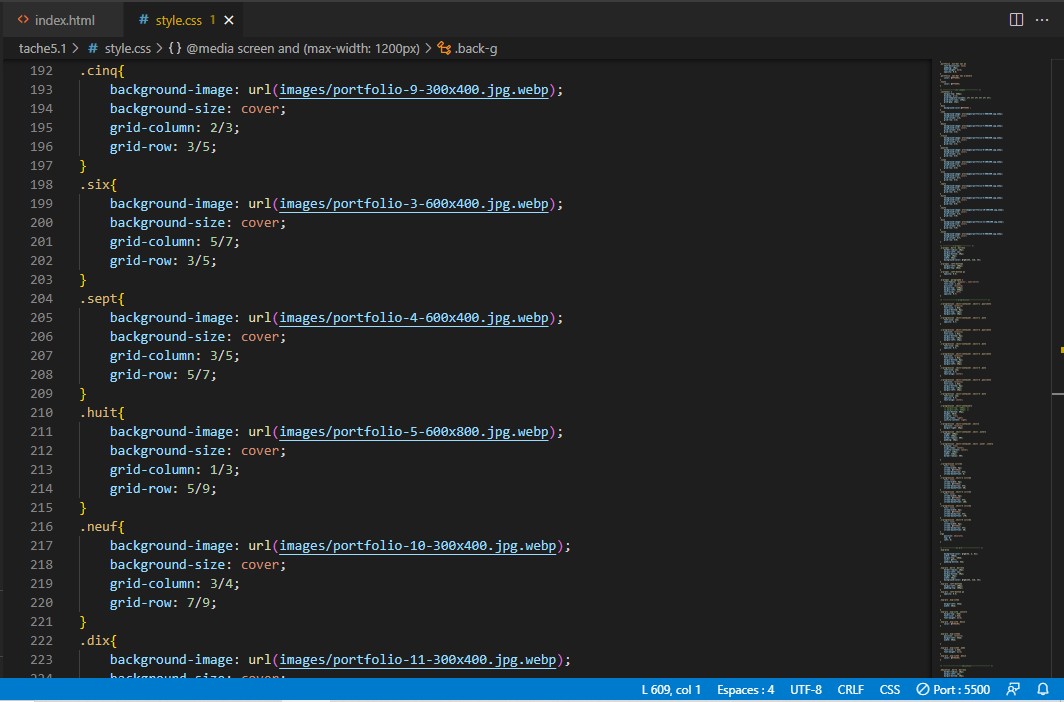 index.html
# style.css 1
tache5.1 > # style.css > {} @media screen and (max-width: 1200px) > .back-g
192 .cinq{
193 background-image: url(images/portfolio-9-300x400.jpg.webp);
194 background-size: cover;
195 grid-column: 2/3;
196 grid-row: 3/5;
197 }
198 .six{
199 background-image: url(images/portfolio-3-600x400.jpg.webp);
200 background-size: cover;
201 grid-column: 5/7;
202 grid-row: 3/5;
203 }
204 .sept{
205 background-image: url(images/portfolio-4-600x400.jpg.webp);
206 background-size: cover;
207 grid-column: 3/5;
208 grid-row: 5/7;
209 }
210 .huit{
211 background-image: url(images/portfolio-5-600x800.jpg.webp);
212 background-size: cover;
213 grid-column: 1/3;
214 grid-row: 5/9;
215 }
216 .neuf{
217 background-image: url(images/portfolio-10-300x400.jpg.webp);
218 background-size: cover;
219 grid-column: 3/4;
220 grid-row: 7/9;
221 }
222 .dix{
223 background-image: url(images/portfolio-11-300x400.jpg.webp);
224 background-size: cover;
L 609, col 1 Espaces : 4 UTF-8 CRLF CSS Port : 5500